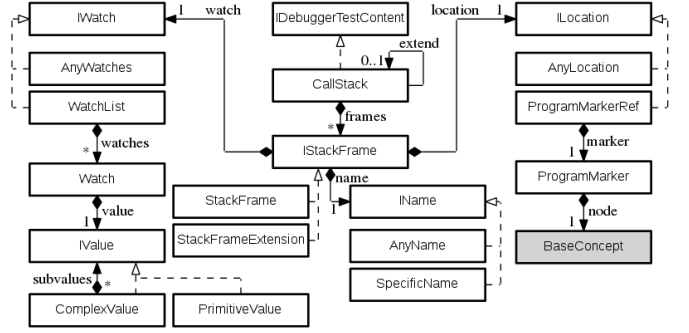 IWatch
1 watch
IDebuggerTestContent
location 1
ILocation
extend
0..1
AnyWatches
CallStack
AnyLocation
WatchList
frames
*
ProgramMarkerRef
watches
*
IStackFrame
marker
1
Watch
name
1
ProgramMarker
value
1
StackFrame
IName
node
1
IValue
StackFrameExtension
AnyName
BaseConcept
subvalues *
SpecificName
ComplexValue
PrimitiveValue